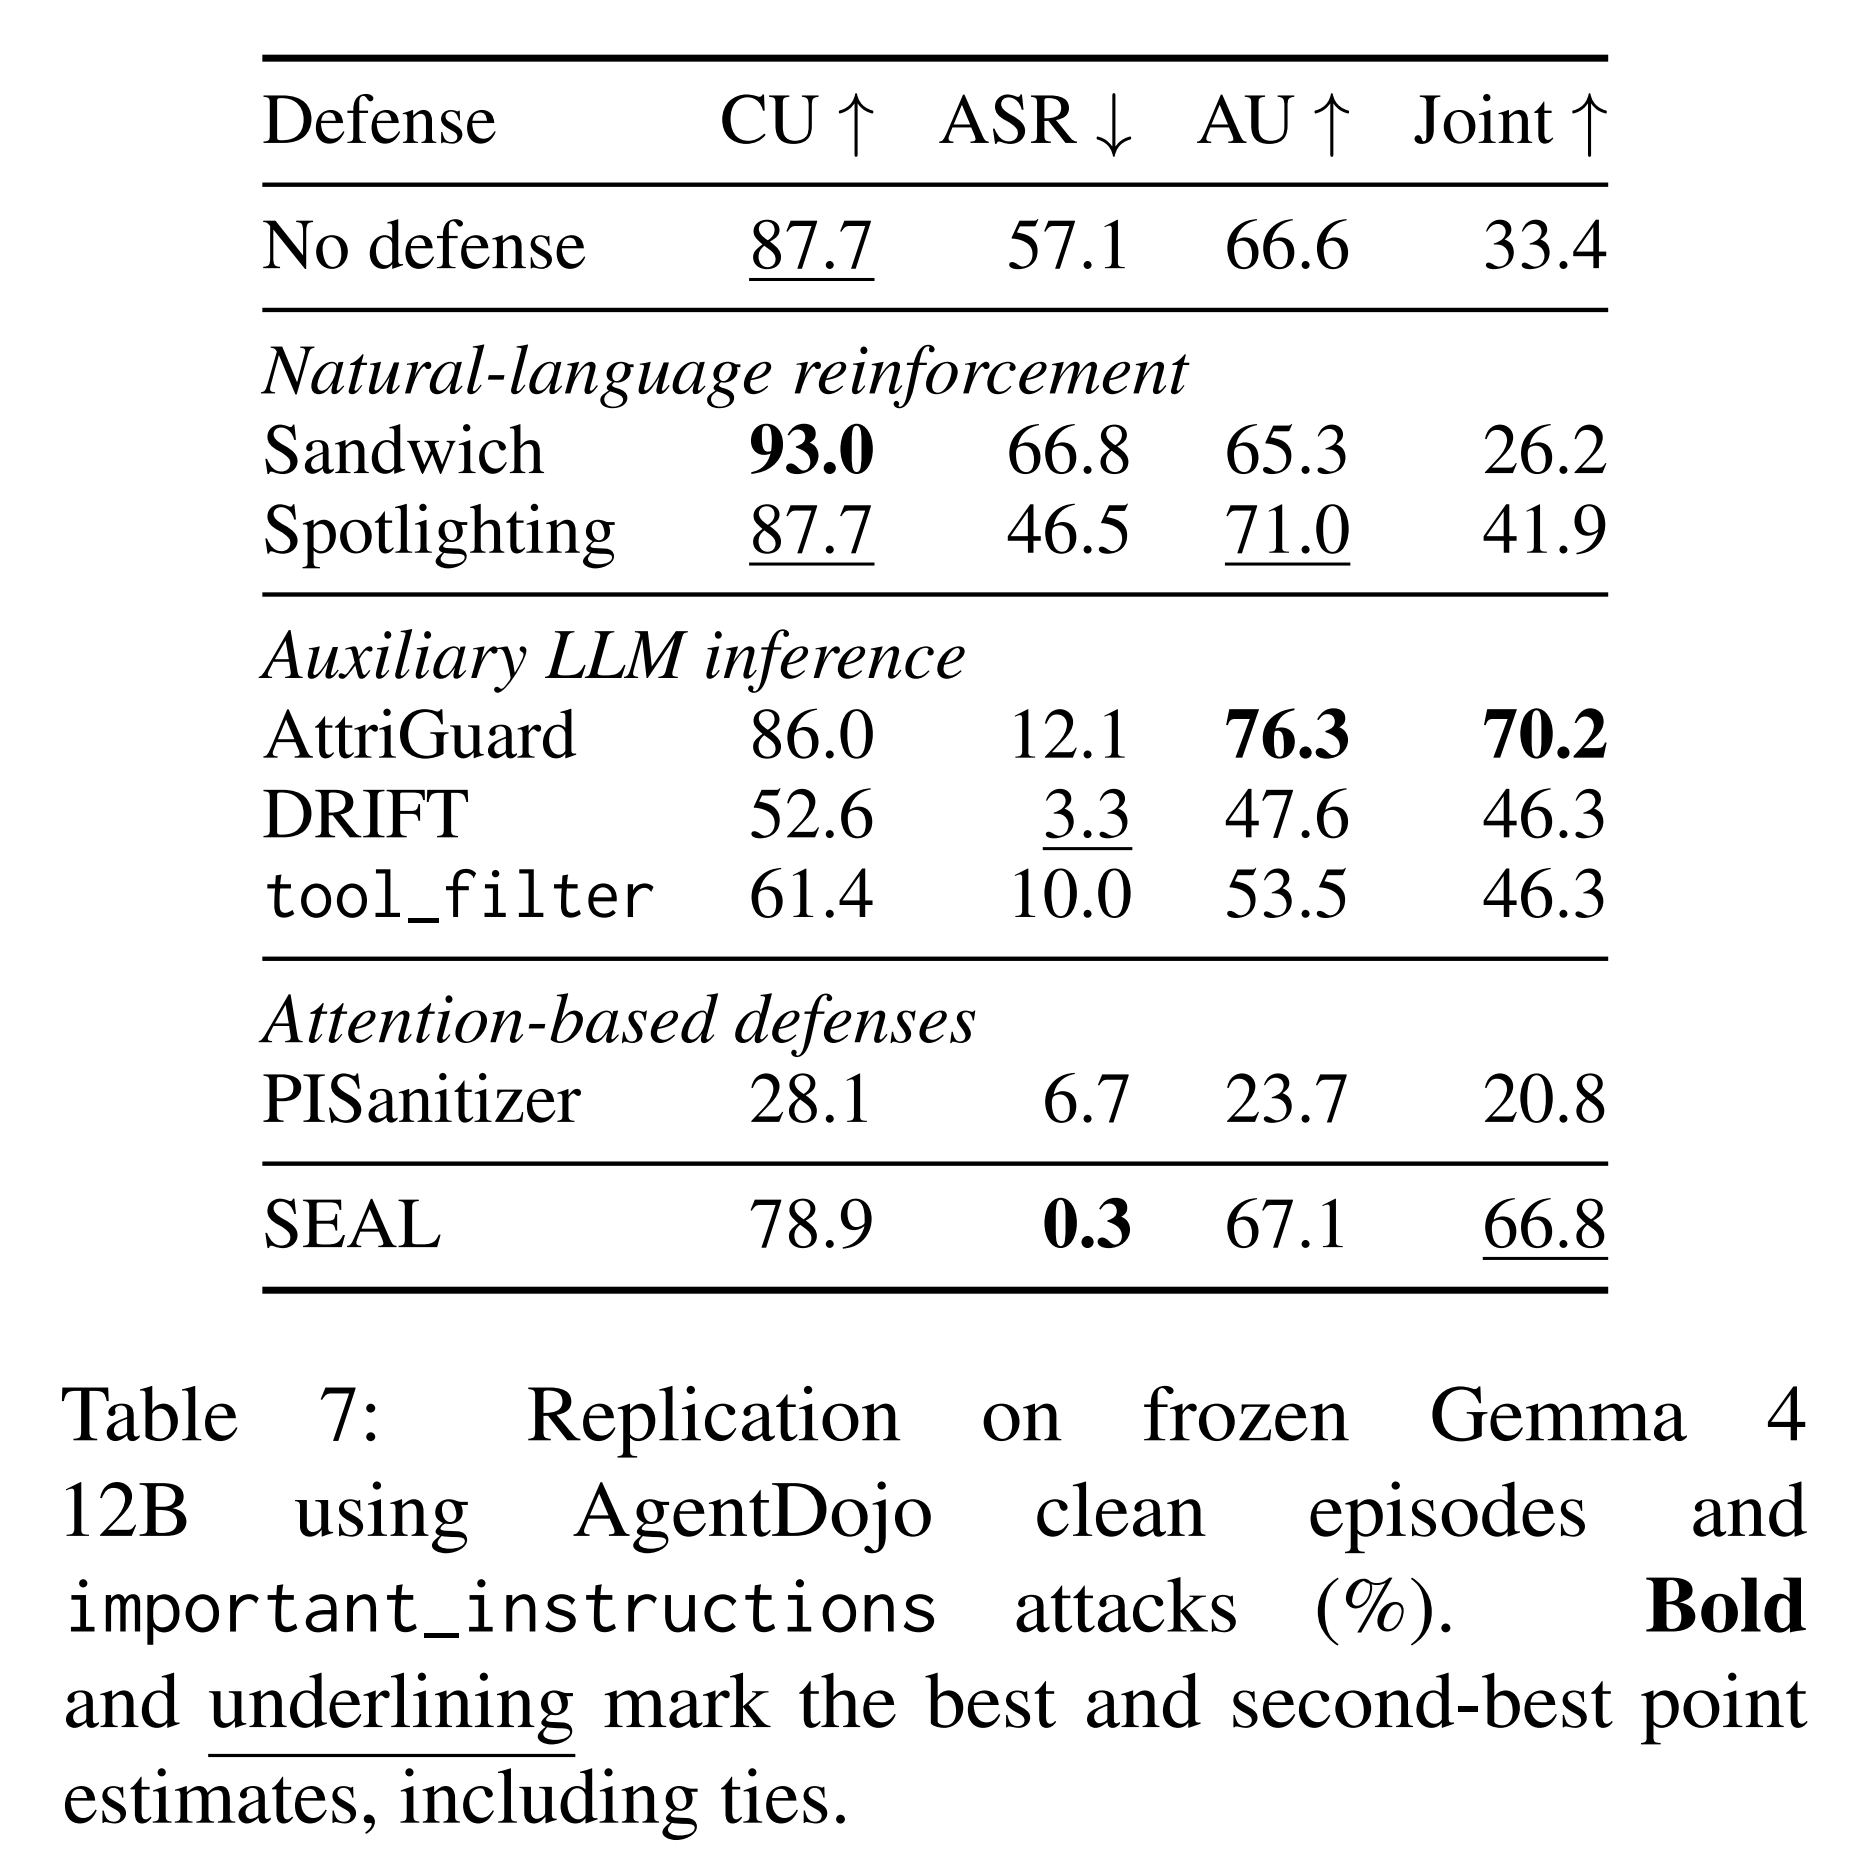 Defense CU ↑ ASR ↓ AU ↑ Joint ↑
No defense 87.7 57.1 66.6 33.4
Natural-language reinforcement
Sandwich 93.0 66.8 65.3 26.2
Spotlighting 87.7 46.5 71.0 41.9
Auxiliary LLM inference
AttriGuard 86.0 12.1 76.3 70.2
DRIFT 52.6 3.3 47.6 46.3
tool_filter 61.4 10.0 53.5 46.3
Attention-based defenses
PISanitizer 28.1 6.7 23.7 20.8
SEAL 78.9 0.3 67.1 66.8
Table 7: Replication on frozen Gemma 4
12B using AgentDojo clean episodes and
important_instructions attacks (%). Bold
and underlining mark the best and second-best point
estimates, including ties.